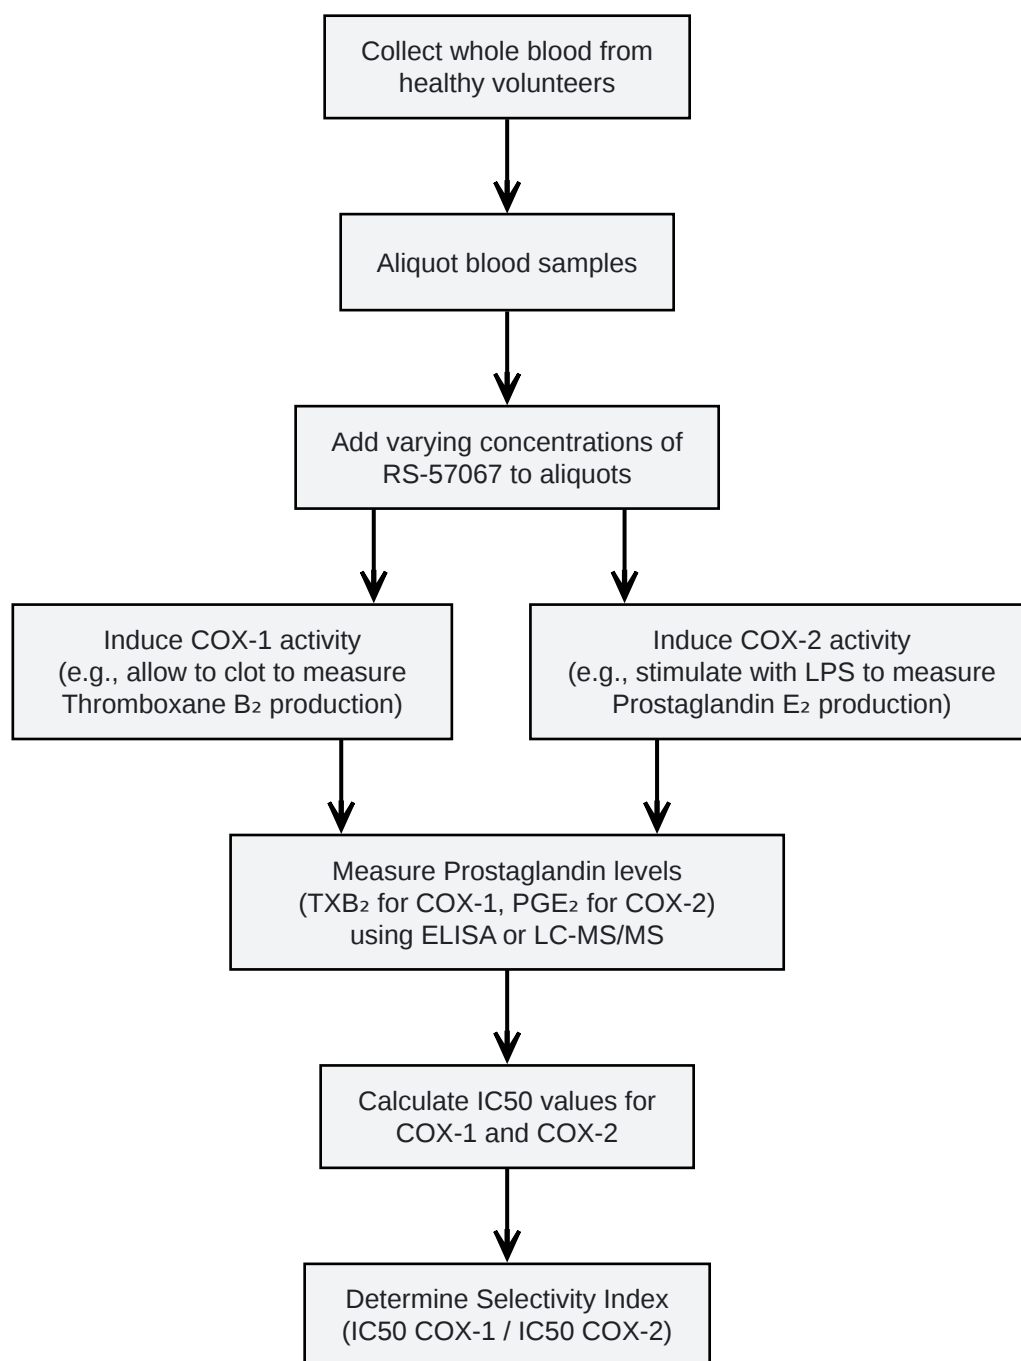 Collect whole blood from
healthy volunteers
Aliquot blood samples
Add varying concentrations of
RS-57067 to aliquots
Induce COX-1 activity
(e.g., allow to clot to measure
Thromboxane B₂ production)
Induce COX-2 activity
(e.g., stimulate with LPS to measure
Prostaglandin E₂ production)
Measure Prostaglandin levels
(TXB₂ for COX-1, PGE₂ for COX-2)
using ELISA or LC-MS/MS
Calculate IC50 values for
COX-1 and COX-2
Determine Selectivity Index
(IC50 COX-1 / IC50 COX-2)